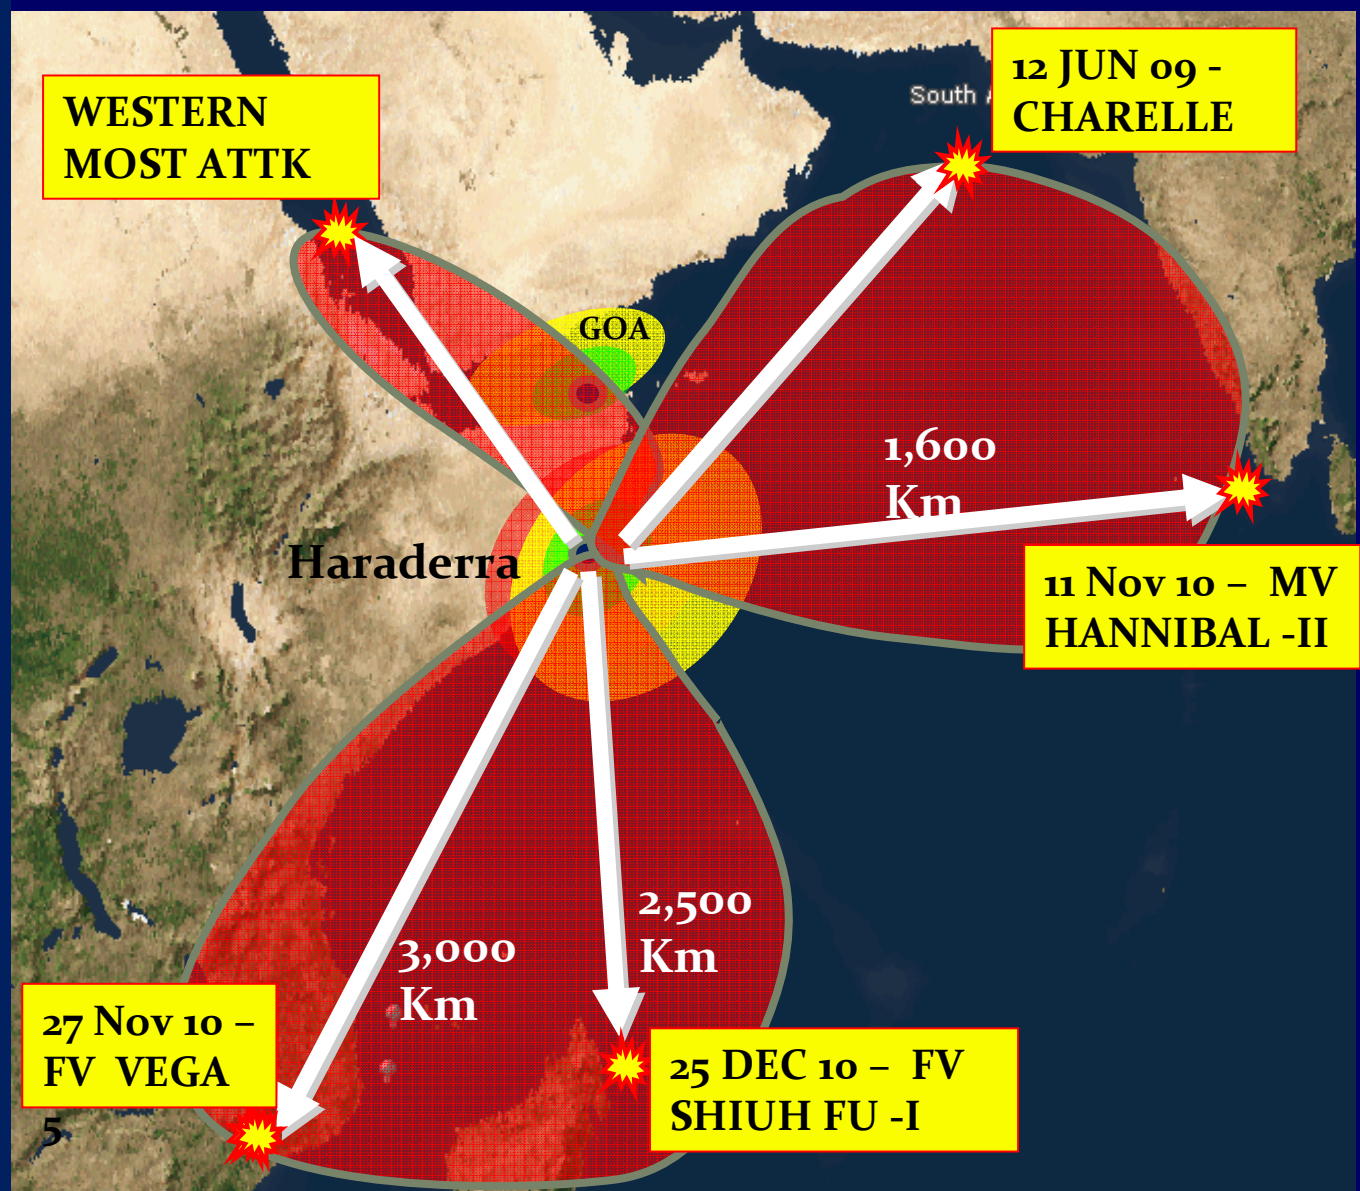 WESTERN
MOST ATTK
12 JUN 09 -
CHARELLE
South
GOA
1,600
Km
Haraderra
11 Nov 10 – MV
HANNIBAL -II
2,500
Km
3,000
Km
27 Nov 10 –
FV VEGA
5
25 DEC 10 – FV
SHIUH FU -I